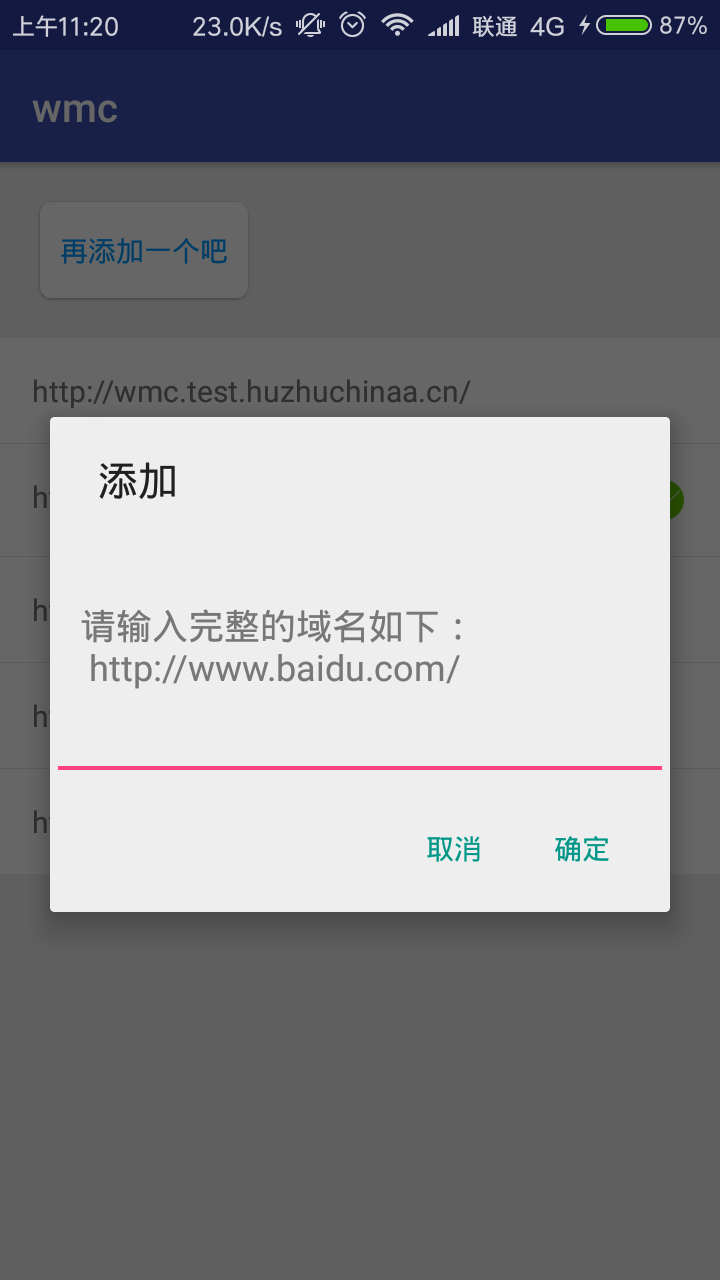 上午11:20 23.0K/s 联通 4G 87%
wmc
再添加一个吧
http://wmc.test.huzhuchinaa.cn/
添加
请输入完整的域名如下：
http://www.baidu.com/
取消 确定